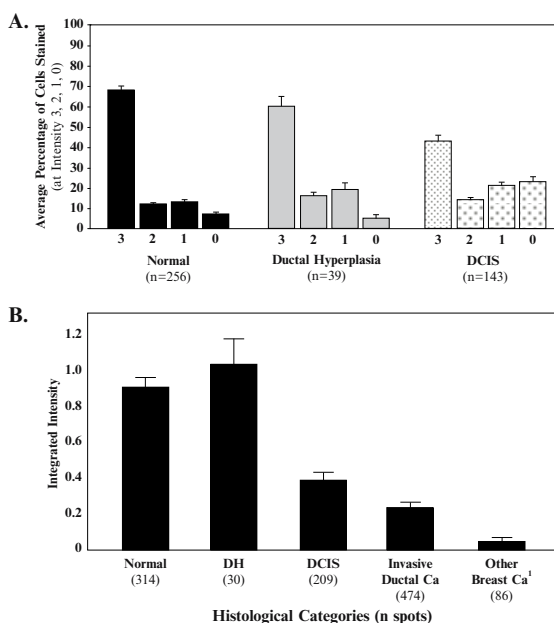 A.
Average Percentage of Cells Stained
(at Intensity 3, 2, 1, 0)
100
90
80
70
60
50
40
30
20
10
0
3 2 1 0 3 2 1 0 3 2 1 0
Normal Ductal Hyperplasia DCIS
(n=256) (n=39) (n=143)
B.
Integrated Intensity
1.2
1.0
0.8
0.6
0.4
0.2
0
Normal DH DCIS Invasive Other
(314) (30) (209) Ductal Ca Breast Ca¹
(474) (86)
Histological Categories (n spots)